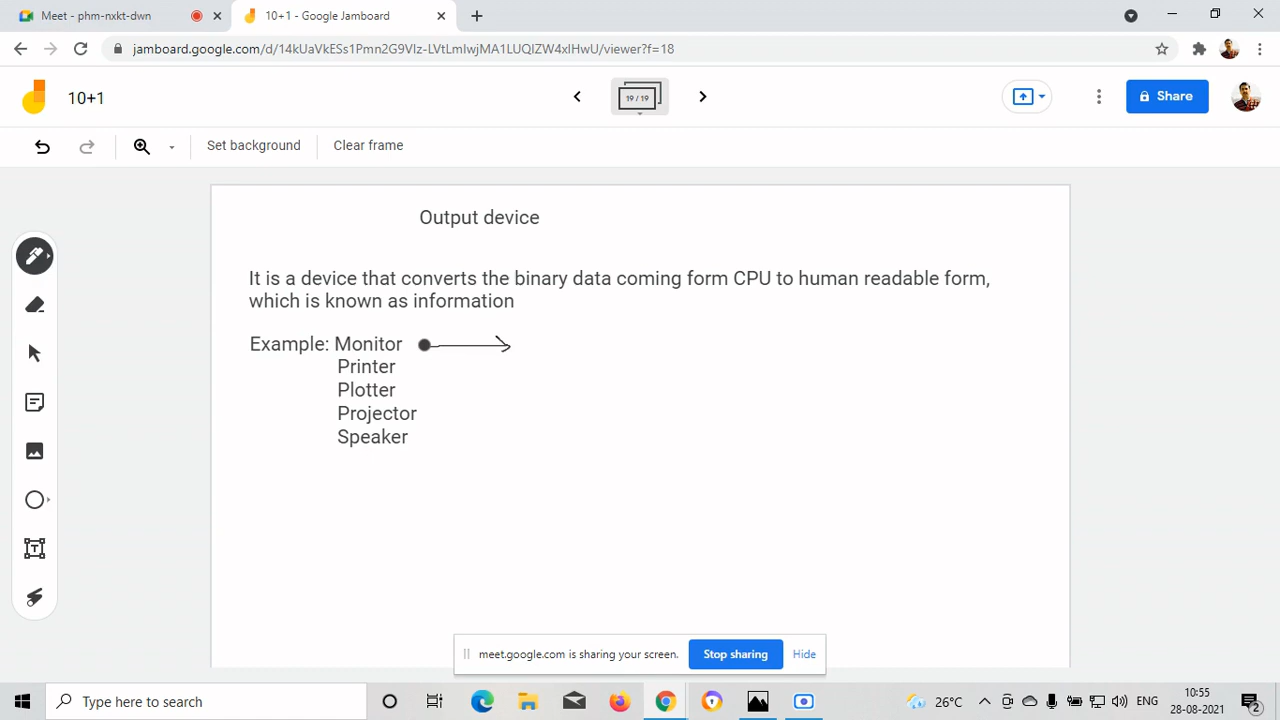 Meet - phm-nxkt-dwn
10+1 - Google Jamboard
jamboard.google.com/d/14kUaVkESs1Pmn2G9VIz-LVtLmIwjMA1LUQIZW4xlHwU/viewer?f=18
10+1
19 / 19
Share
Set background
Clear frame
Output device
It is a device that converts the binary data coming form CPU to human readable form,
which is known as information
Example: Monitor
Printer
Plotter
Projector
Speaker
meet.google.com is sharing your screen.
Stop sharing
Hide
Type here to search
26°C
ENG
10:55
28-08-2021
2